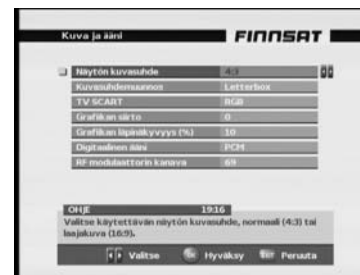 Kuva ja ääni FINNSAT
Näytön kuvasuhde 4:3
Kuvasuhdemuunnos Letterbox
TV SCART RGB
Grafiikan siirto 0
Grafiikan läpinäkyvyys (%) 10
Digitaalinen ääni PCM
RF modulaattorin kanava 69
OHJE 19:16
Valitse käytettävän näytön kuvasuhde, normaali (4:3) tai
laajakuva (16:9).
Valitse OK Hyväksy EXIT Peruuta